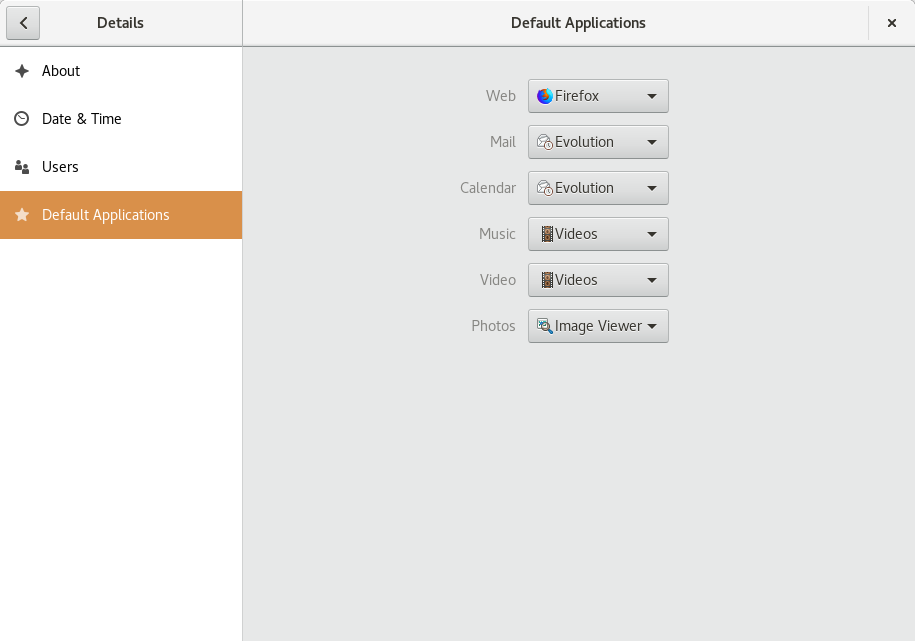 Details
Default Applications
About
Date & Time
Users
Default Applications
Web Firefox
Mail Evolution
Calendar Evolution
Music Videos
Video Videos
Photos Image Viewer